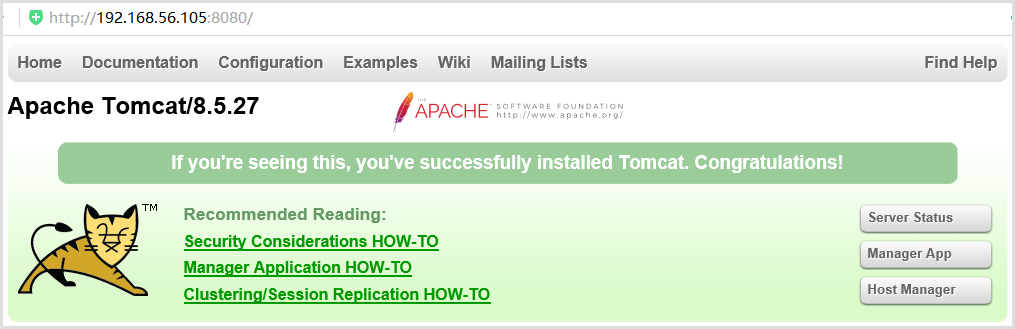 http://192.168.56.105:8080/
Home Documentation Configuration Examples Wiki Mailing Lists Find Help
Apache Tomcat/8.5.27
THE
APACHE® SOFTWARE FOUNDATION
http://www.apache.org/
If you're seeing this, you've successfully installed Tomcat. Congratulations!
TM
Recommended Reading:
Security Considerations HOW-TO
Manager Application HOW-TO
Clustering/Session Replication HOW-TO
Server Status
Manager App
Host Manager